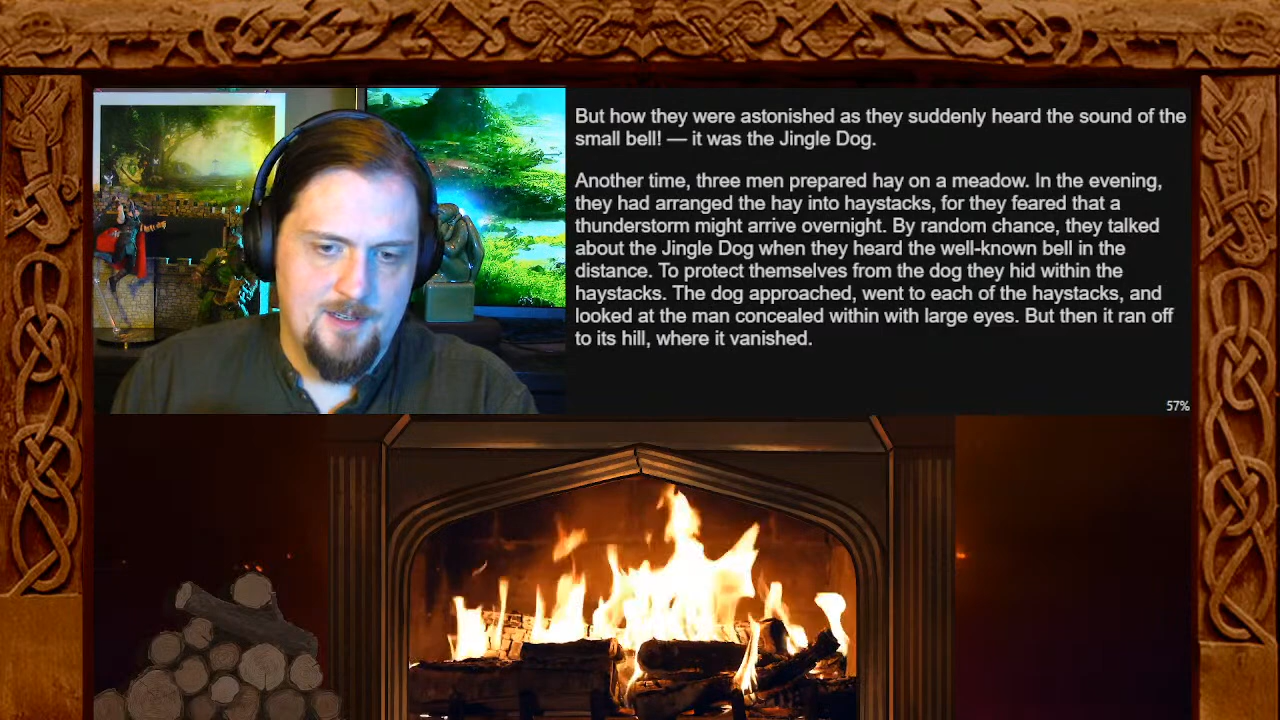 But how they were astonished as they suddenly heard the sound of the
small bell! — it was the Jingle Dog.
Another time, three men prepared hay on a meadow. In the evening,
they had arranged the hay into haystacks, for they feared that a
thunderstorm might arrive overnight. By random chance, they talked
about the Jingle Dog when they heard the well-known bell in the
distance. To protect themselves from the dog they hid within the
haystacks. The dog approached, went to each of the haystacks, and
looked at the man concealed within with large eyes. But then it ran off
to its hill, where it vanished.
57%